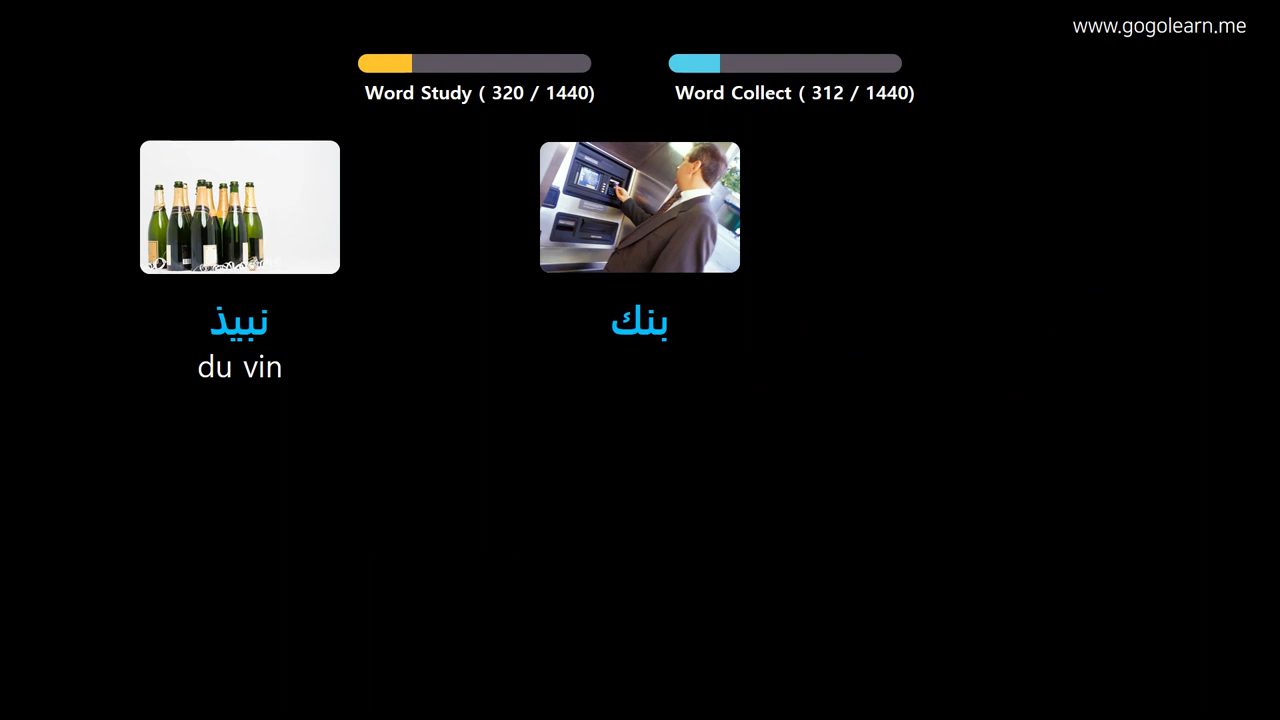 www.gogolearn.me
Word Study ( 320 / 1440)
Word Collect ( 312 / 1440)
نبيذ
du vin
بنك